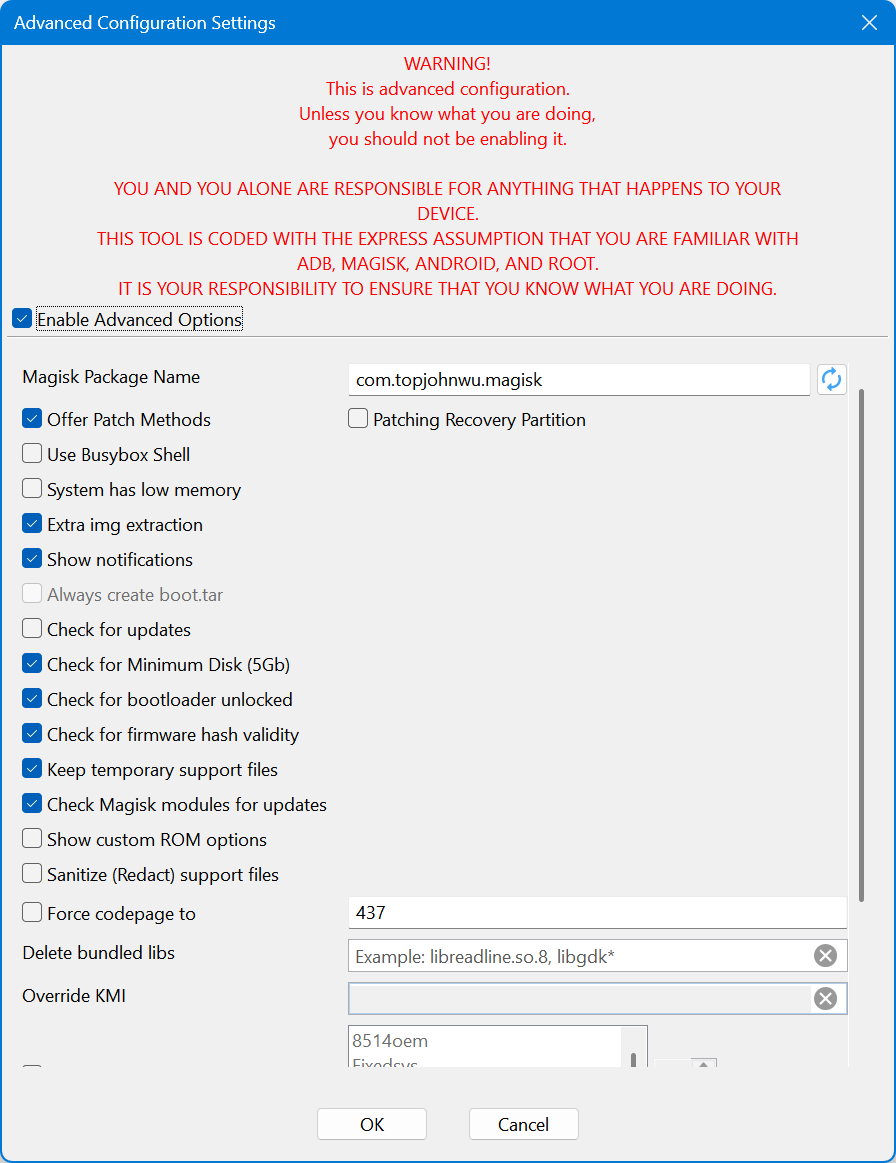 Advanced Configuration Settings
WARNING!
This is advanced configuration.
Unless you know what you are doing,
you should not be enabling it.
YOU AND YOU ALONE ARE RESPONSIBLE FOR ANYTHING THAT HAPPENS TO YOUR
DEVICE.
THIS TOOL IS CODED WITH THE EXPRESS ASSUMPTION THAT YOU ARE FAMILIAR WITH
ADB, MAGISK, ANDROID, AND ROOT.
IT IS YOUR RESPONSIBILITY TO ENSURE THAT YOU KNOW WHAT YOU ARE DOING.
Enable Advanced Options
Magisk Package Name com.topjohnwu.magisk
Offer Patch Methods Patching Recovery Partition
Use Busybox Shell
System has low memory
Extra img extraction
Show notifications
Always create boot.tar
Check for updates
Check for Minimum Disk (5Gb)
Check for bootloader unlocked
Check for firmware hash validity
Keep temporary support files
Check Magisk modules for updates
Show custom ROM options
Sanitize (Redact) support files
Force codepage to 437
Delete bundled libs Example: libreadline.so.8, libgdk*
Override KMI
8514oem
Fixedsys
OK Cancel